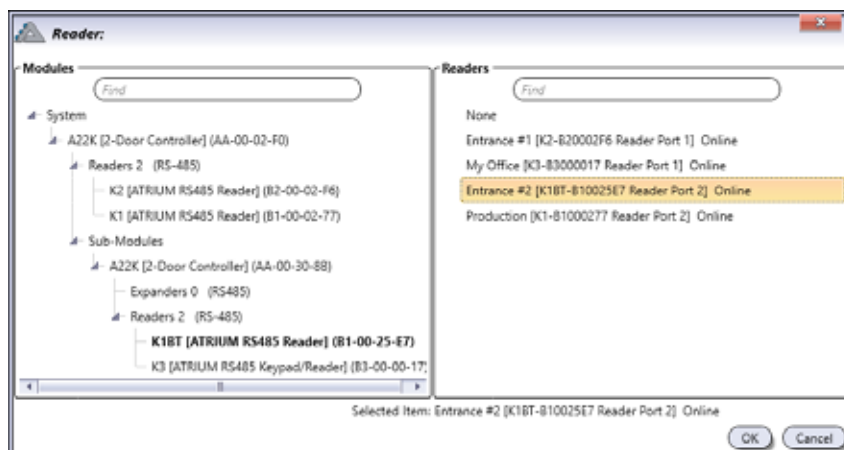 Reader:
Modules
Find
System
A22K [2-Door Controller] (AA-00-02-F0)
Readers 2 (RS-485)
K2 [ATRIUM RS485 Reader] (B2-00-02-F6)
K1 [ATRIUM RS485 Reader] (B1-00-02-77)
Sub-Modules
A22K [2-Door Controller] (AA-00-30-8B)
Expanders 0 (RS485)
Readers 2 (RS-485)
K1BT [ATRIUM RS485 Reader] (B1-00-25-E7)
K3 [ATRIUM RS485 Keypad/Reader] (B3-00-00-17)
Readers
Find
None
Entrance #1 [K2-B20002F6 Reader Port 1] Online
My Office [K3-B3000017 Reader Port 1] Online
Entrance #2 [K1BT-B10025E7 Reader Port 2] Online
Production [K1-B1000277 Reader Port 2] Online
Selected Item: Entrance #2 [K1BT-B10025E7 Reader Port 2] Online
OK
Cancel